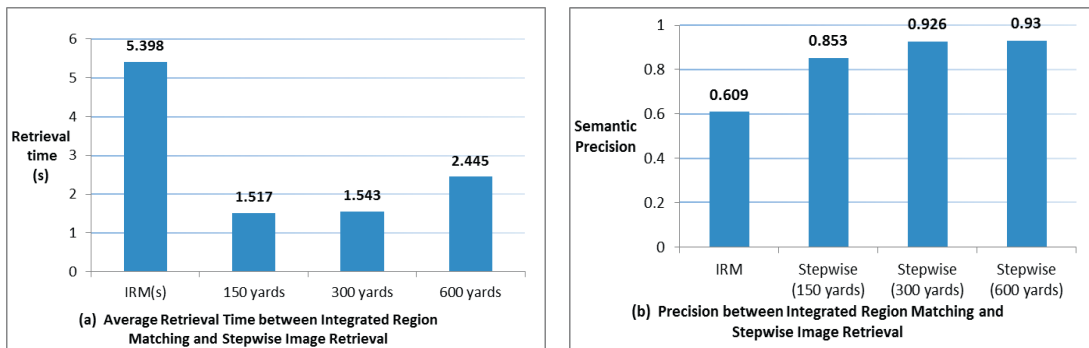 6
5.398
5
4
Retrieval
time
(s)
3
2.445
2
1.517
1.543
1
0
IRM(s)
150 yards
300 yards
600 yards
(a) Average Retrieval Time between Integrated Region
Matching and Stepwise Image Retrieval
1
0.853
0.926
0.93
0.8
0.609
0.6
Semantic
Precision
0.4
0.2
0
IRM
Stepwise
(150 yards)
Stepwise
(300 yards)
Stepwise
(600 yards)
(b) Precision between Integrated Region Matching and
Stepwise Image Retrieval